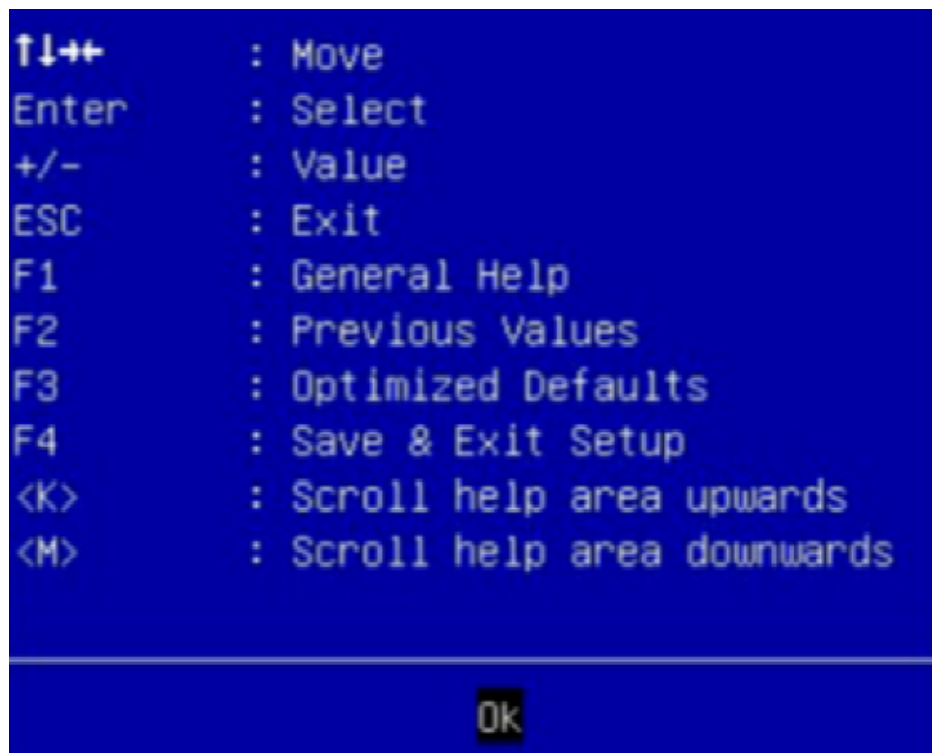 ↑↓→← : Move
Enter : Select
+/- : Value
ESC : Exit
F1 : General Help
F2 : Previous Values
F3 : Optimized Defaults
F4 : Save & Exit Setup
<K> : Scroll help area upwards
<M> : Scroll help area downwards
Ok